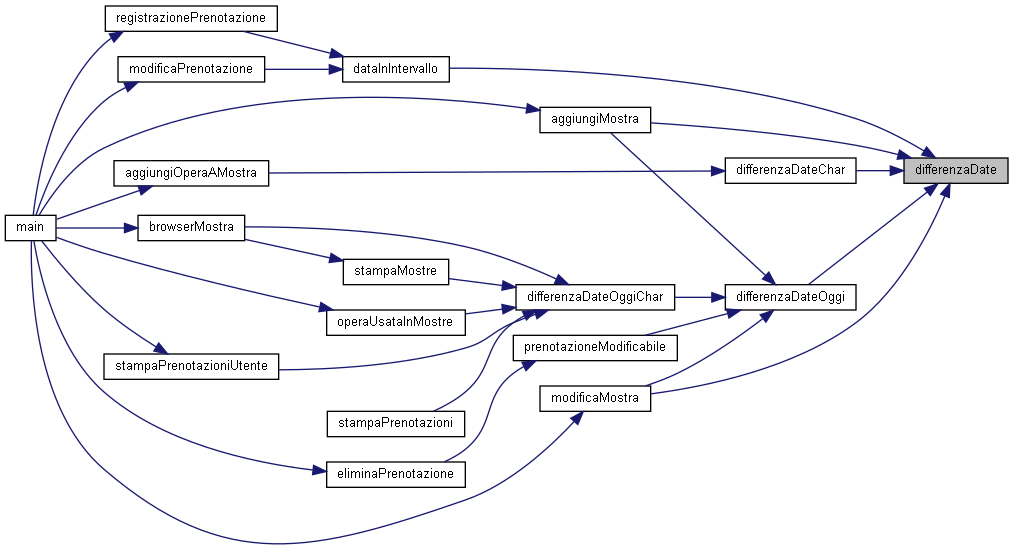 registrazionePrenotazione
modificaPrenotazione
dataInIntervallo
aggiungiMostra
aggiungiOperaAMostra
differenzaDateChar
differenzaDate
main
browserMostra
stampaMostre
differenzaDateOggiChar
differenzaDateOggi
operaUsataInMostre
prenotazioneModificabile
stampaPrenotazioniUtente
modificaMostra
stampaPrenotazioni
eliminaPrenotazione